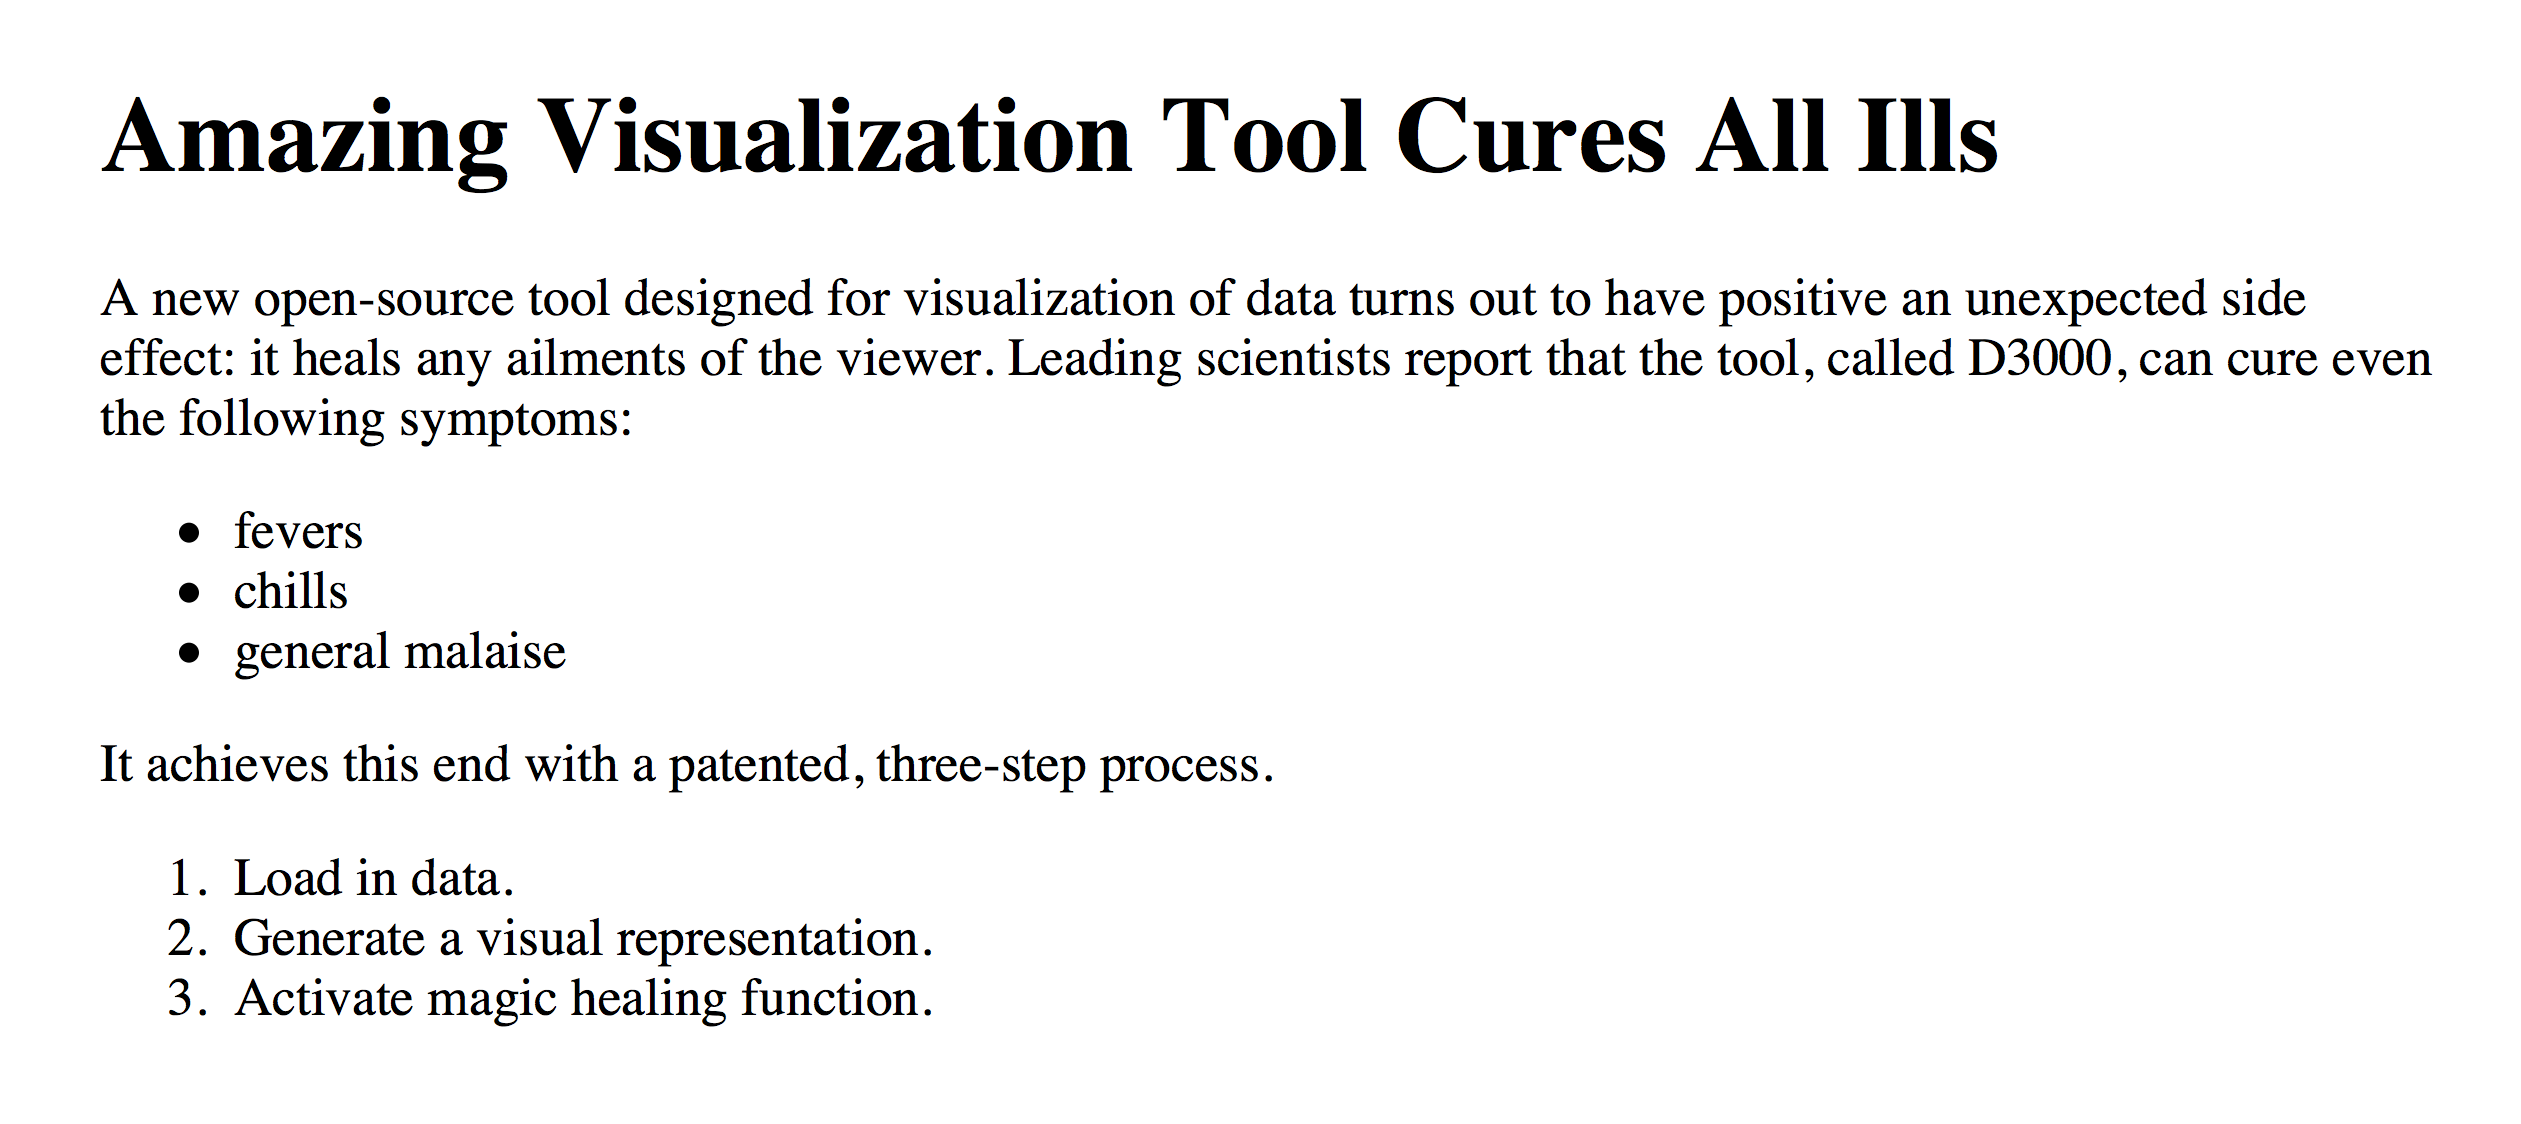 Amazing Visualization Tool Cures All Ills
A new open-source tool designed for visualization of data turns out to have positive an unexpected side
effect: it heals any ailments of the viewer. Leading scientists report that the tool, called D3000, can cure even
the following symptoms:
• fevers
• chills
• general malaise
It achieves this end with a patented, three-step process.
1. Load in data.
2. Generate a visual representation.
3. Activate magic healing function.